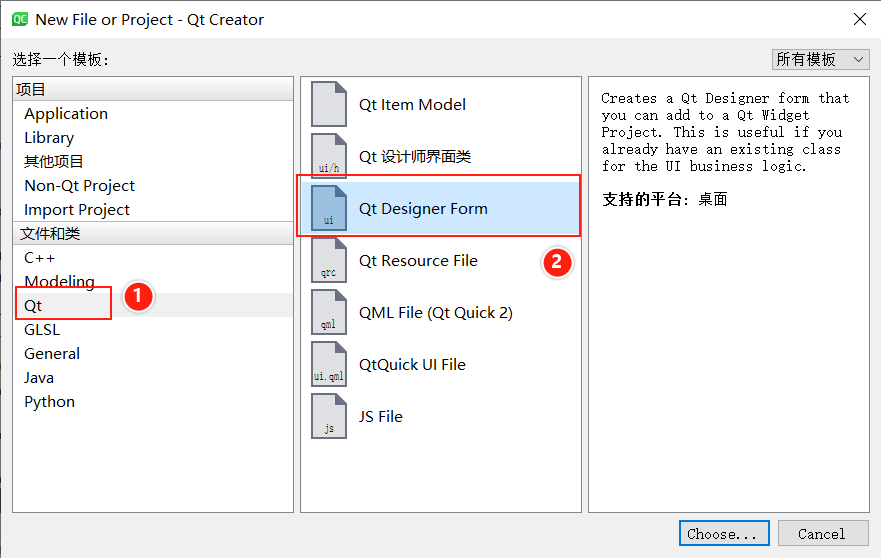 QC New File or Project - Qt Creator
选择一个模板：
所有模板
项目
Application
Library
其他项目
Non-Qt Project
Import Project
文件和类
C++
Modeling
Qt
GLSL
General
Java
Python
1
Qt Item Model
ui/h Qt 设计师界面类
ui Qt Designer Form
2
qrc Qt Resource File
qml QML File (Qt Quick 2)
ui.qml QtQuick UI File
js JS File
Creates a Qt Designer form that
you can add to a Qt Widget
Project. This is useful if you
already have an existing class
for the UI business logic.
支持的平台：桌面
Choose...
Cancel